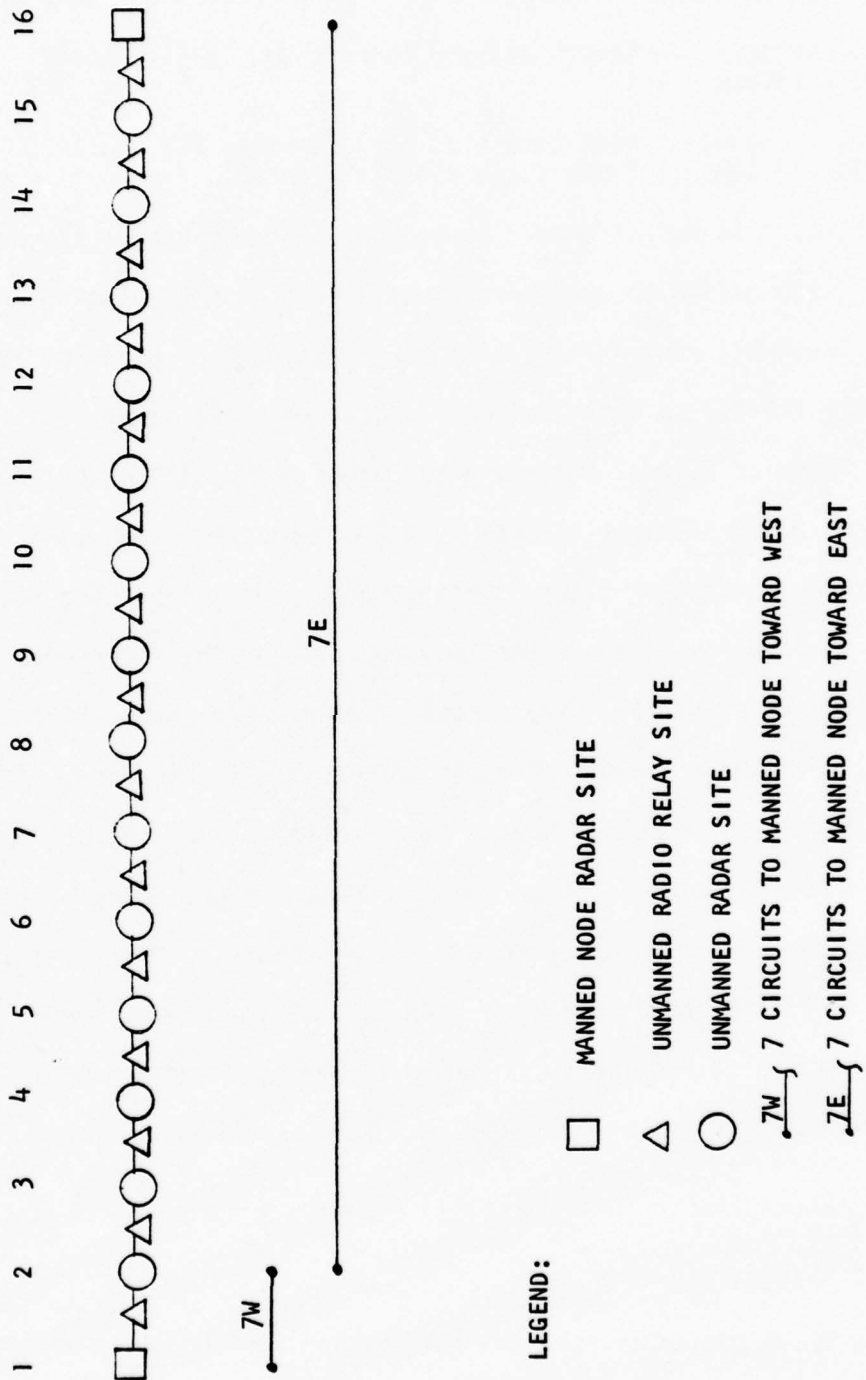 1 2 3 4 5 6 7 8 9 10 11 12 13 14 15 16
7W
7E
LEGEND:
MANNED NODE RADAR SITE
UNMANNED RADIO RELAY SITE
UNMANNED RADAR SITE
7W 7 CIRCUITS TO MANNED NODE TOWARD WEST
7E 7 CIRCUITS TO MANNED NODE TOWARD EAST